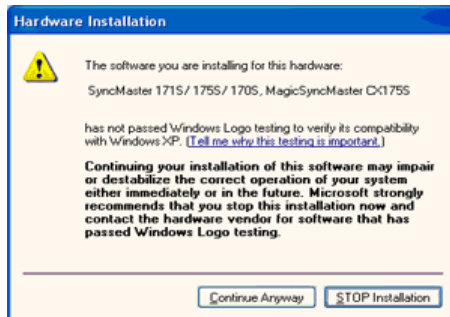 Hardware Installation
The software you are installing for this hardware:
SyncMaster 171S/ 175S/ 170S, MagicSyncMaster CX175S
has not passed Windows Logo testing to verify its compatibility
with Windows XP. (Tell me why this testing is important.)
Continuing your installation of this software may impair
or destabilize the correct operation of your system
either immediately or in the future. Microsoft strongly
recommends that you stop this installation now and
contact the hardware vendor for software that has
passed Windows Logo testing.
Continue Anyway
STOP Installation